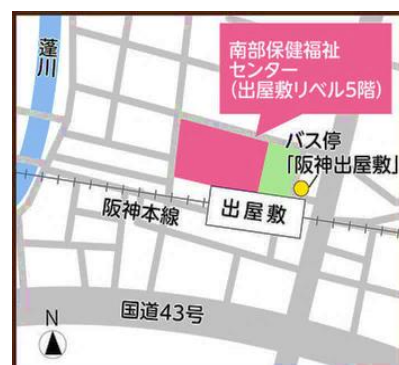 南部保健福祉
センター
(出屋敷リベル5階)
蓬川
バス停
「阪神出屋敷」
出屋敷
阪神本線
国道43号
N